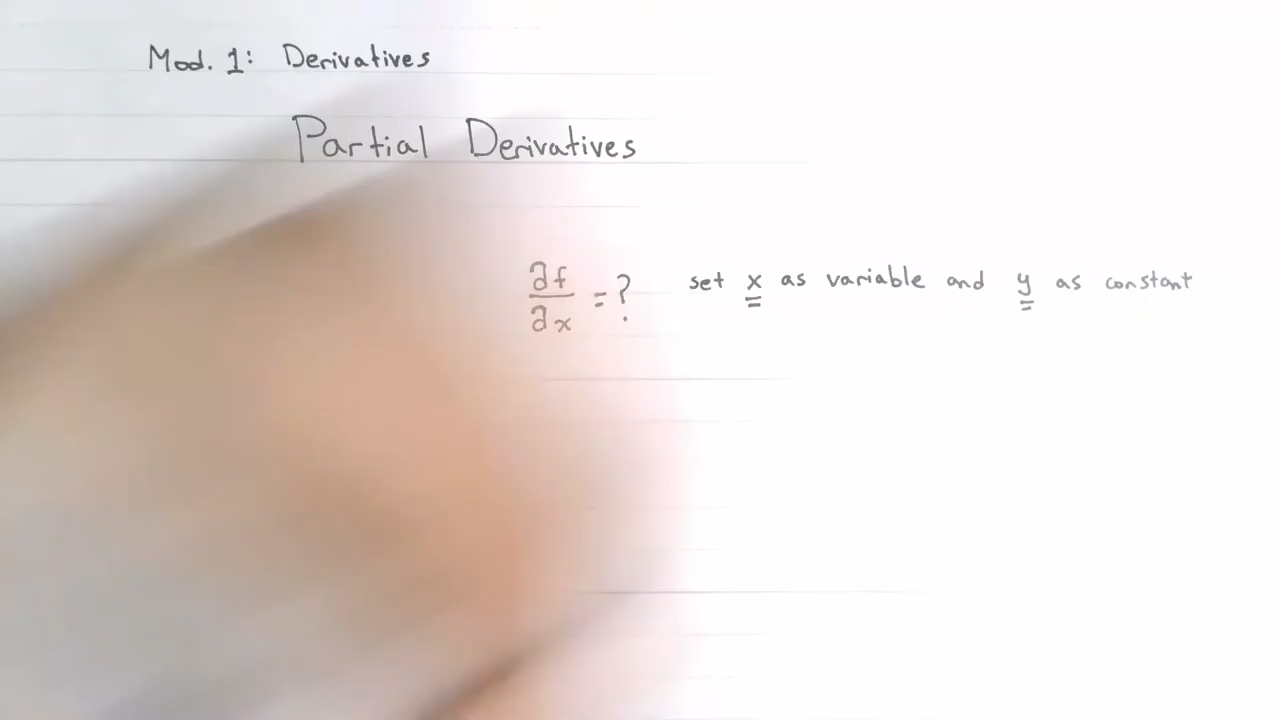 Mod. 1: Derivatives
Partial Derivatives
∂f/∂x = ? set x as variable and y as constant